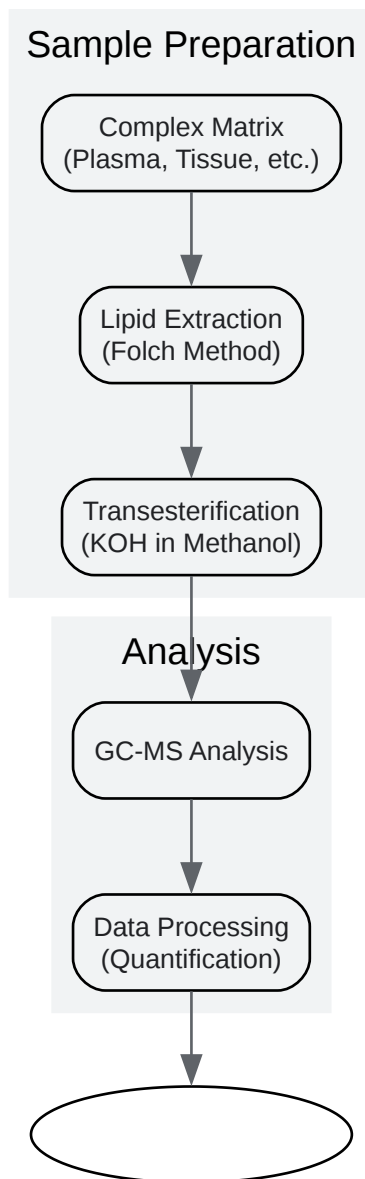 Sample Preparation
Complex Matrix
(Plasma, Tissue, etc.)
Lipid Extraction
(Folch Method)
Transesterification
(KOH in Methanol)
Analysis
GC-MS Analysis
Data Processing
(Quantification)